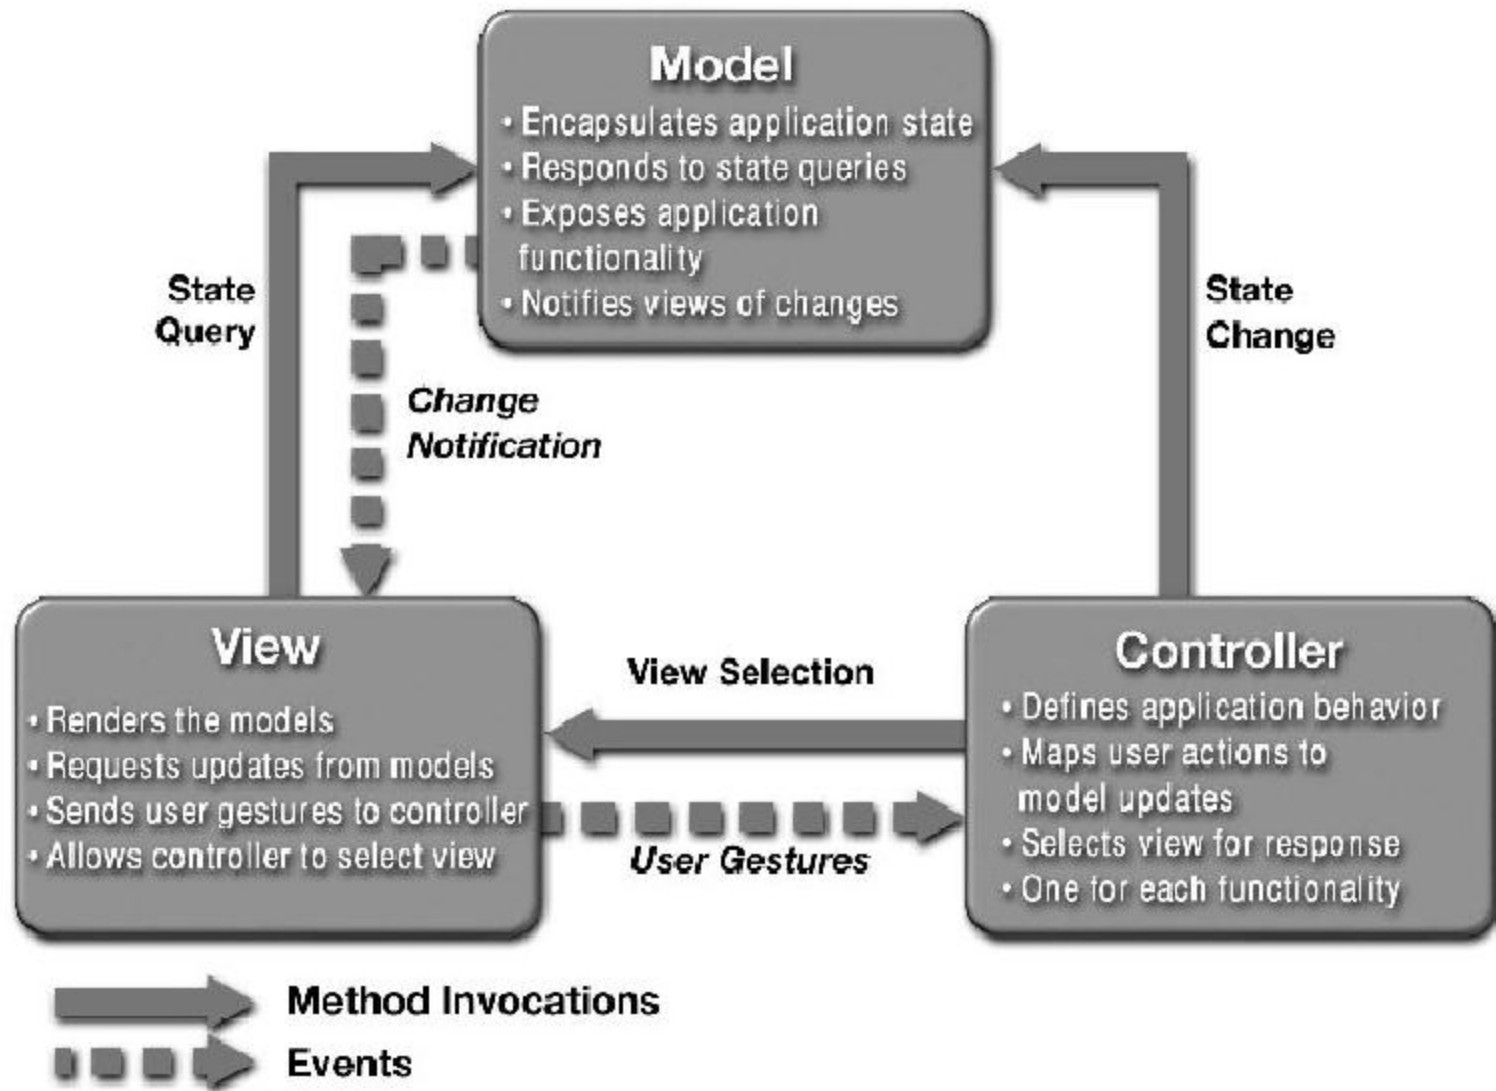 Model
• Encapsulates application state
• Responds to state queries
• Exposes application
functionality
• Notifies views of changes
State
Query
Change
Notification
State
Change
View
• Renders the models
• Requests updates from models
• Sends user gestures to controller
• Allows controller to select view
View Selection
User Gestures
Controller
• Defines application behavior
• Maps user actions to
model updates
• Selects view for response
• One for each functionality
Method Invocations
Events